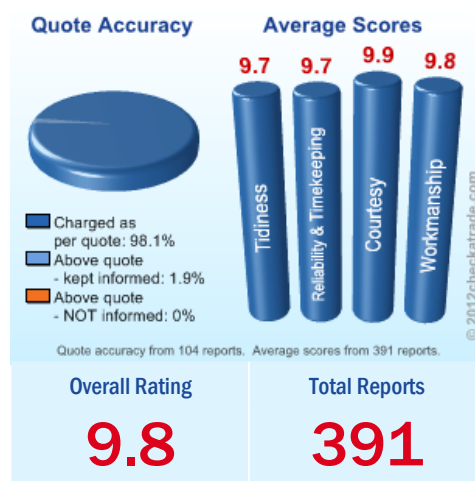 Quote Accuracy
Average Scores
9.7
9.7
9.9
9.8
Tidiness
Reliability & Timekeeping
Courtesy
Workmanship
Charged as
per quote: 98.1%
Above quote
- kept informed: 1.9%
Above quote
- NOT informed: 0%
© 2012checkatrade.com
Quote accuracy from 104 reports. Average scores from 391 reports.
Overall Rating
Total Reports
9.8
391